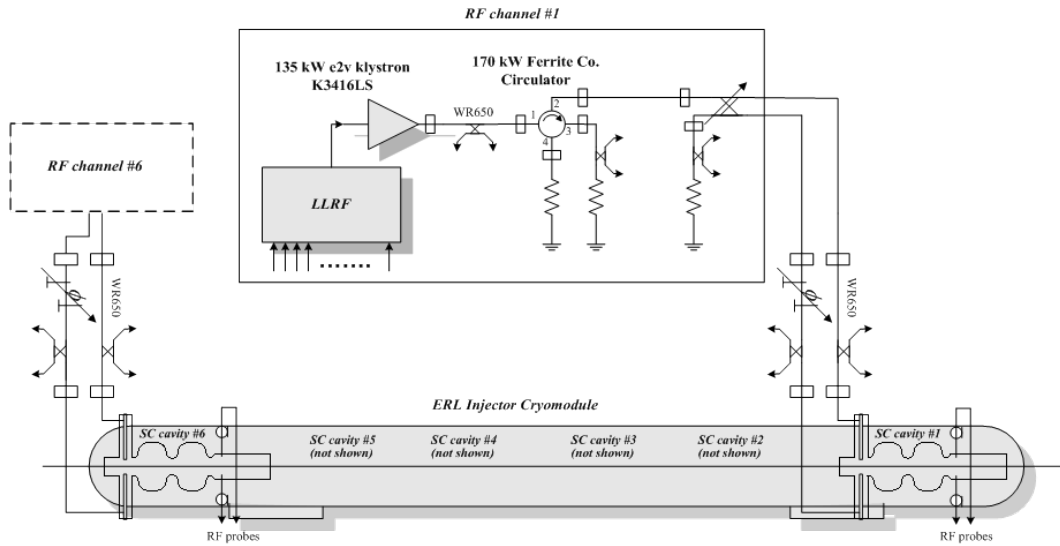 RF channel #1
135 kW e2v klystron
K3416LS
170 kW Ferrite Co.
Circulator
WR650
1
2
3
4
RF channel #6
LLRF
WR650
φ
WR650
φ
ERL Injector Cryomodule
SC cavity #6
SC cavity #5
(not shown)
SC cavity #4
(not shown)
SC cavity #3
(not shown)
SC cavity #2
(not shown)
SC cavity #1
RF probes
RF probes